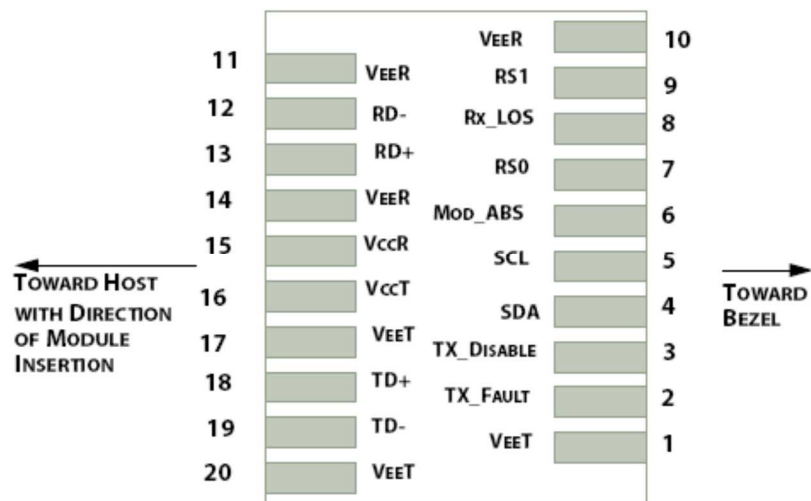 11 VEER
12 RD-
13 RD+
14 VEER
15 VCCR
16 VCCT
17 VEET
18 TD+
19 TD-
20 VEET
TOWARD HOST
WITH DIRECTION
OF MODULE
INSERTION
VEER 10
RS1 9
RX_LOS 8
RS0 7
MOD_ABS 6
SCL 5
SDA 4
TX_DISABLE 3
TX_FAULT 2
VEET 1
TOWARD
BEZEL